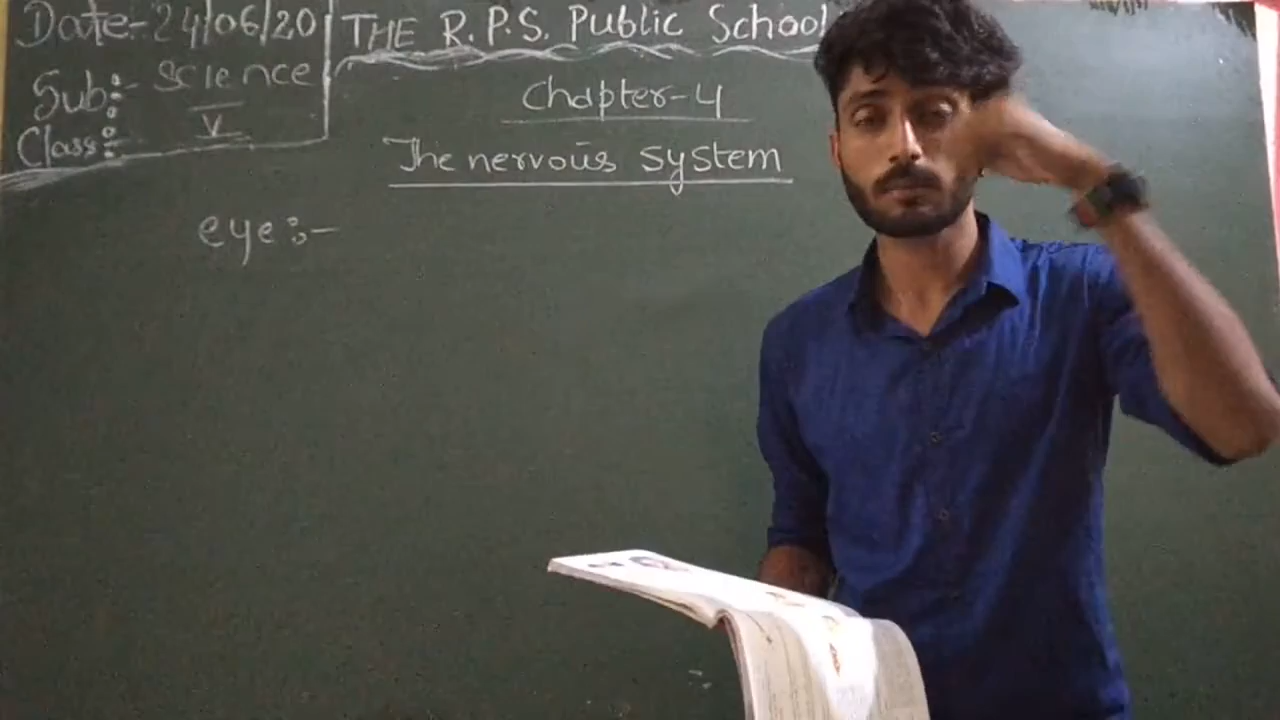 Date:- 24/06/20
Sub:- Science
Class:- V
THE R.P.S. Public School
Chapter-4
The nervous system
eye:-